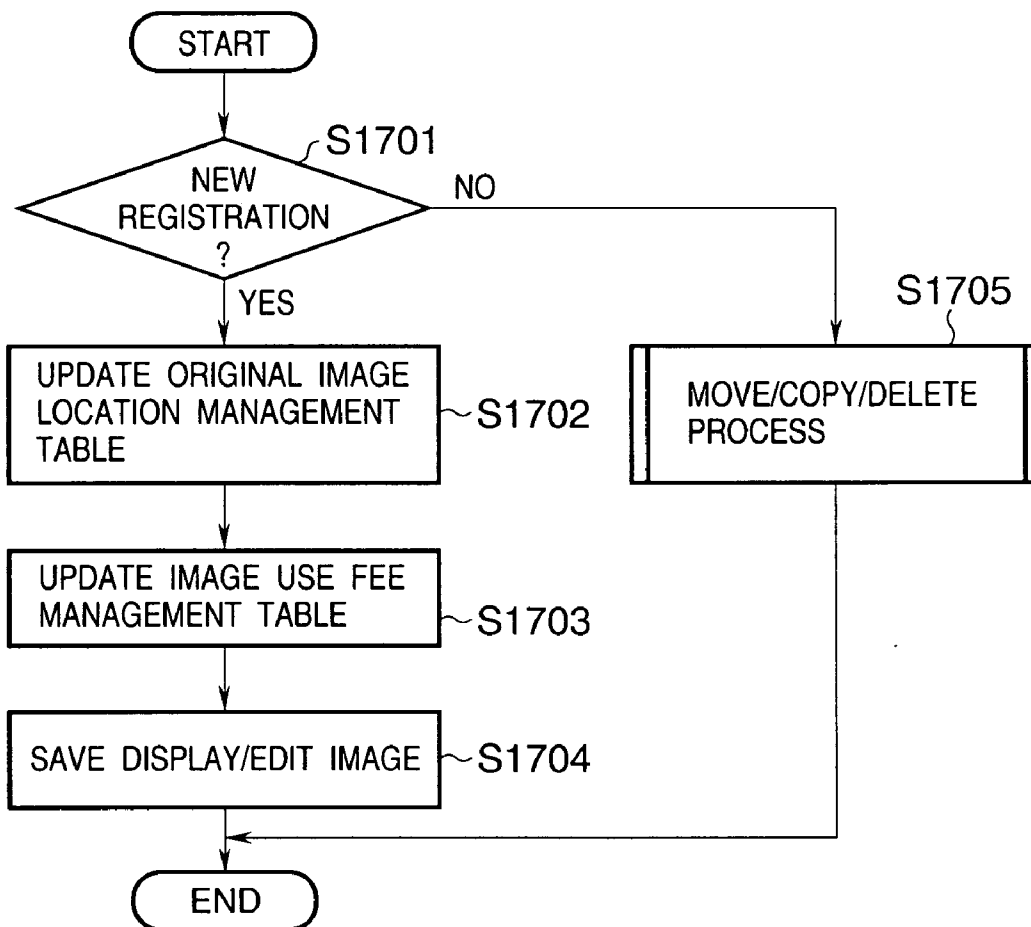 START
S1701
NEW
REGISTRATION
?
NO
YES
S1705
UPDATE ORIGINAL IMAGE
LOCATION MANAGEMENT
TABLE
S1702
MOVE/COPY/DELETE
PROCESS
UPDATE IMAGE USE FEE
MANAGEMENT TABLE
S1703
SAVE DISPLAY/EDIT IMAGE
S1704
END